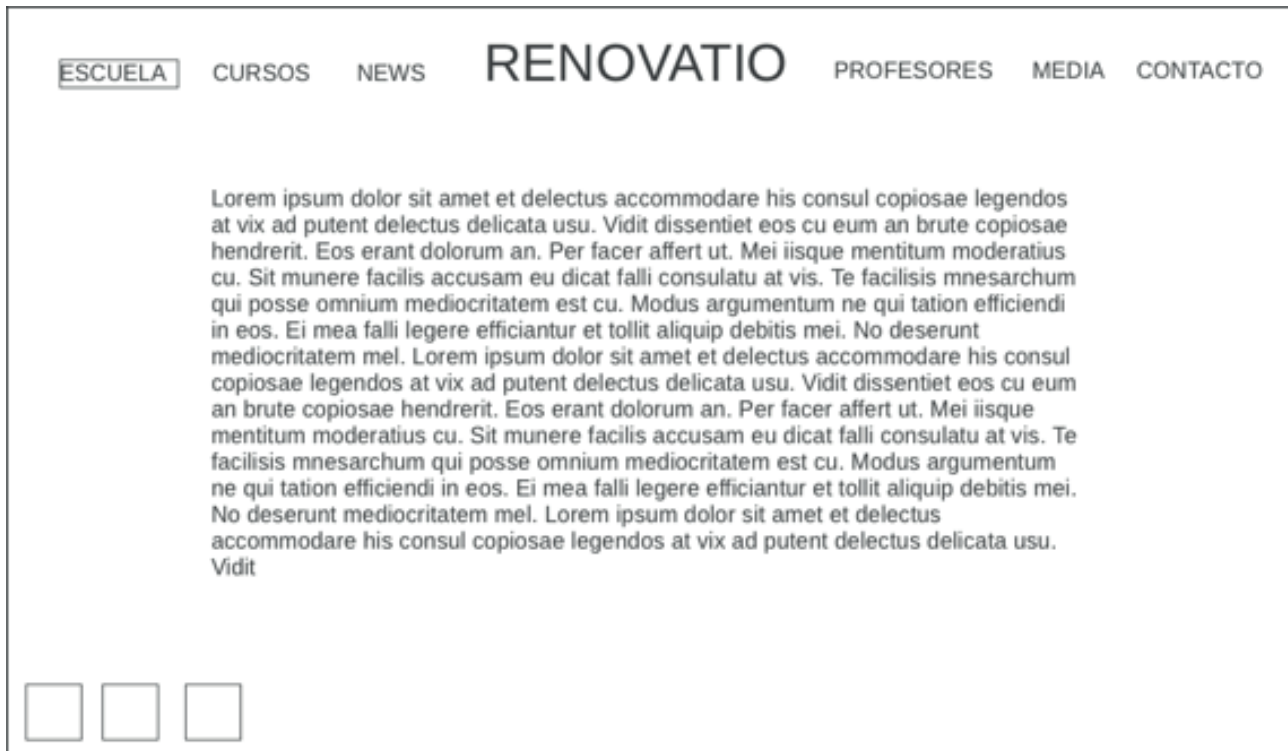 ESCUELA CURSOS NEWS RENOVATIO PROFESORES MEDIA CONTACTO
Lorem ipsum dolor sit amet et delectus accommodare his consul copiosae legendos
at vix ad putent delectus delicata usu. Vidit dissentiet eos cu eum an brute copiosae
hendrerit. Eos erant dolorum an. Per facer affert ut. Mei iisque mentitum moderatius
cu. Sit munere facilis accusam eu dicat falli consulatu at vis. Te facilisis mnesarchum
qui posse omnium mediocritatem est cu. Modus argumentum ne qui tation efficiendi
in eos. Ei mea falli legere efficiantur et tollit aliquip debitis mei. No deserunt
mediocritatem mel. Lorem ipsum dolor sit amet et delectus accommodare his consul
copiosae legendos at vix ad putent delectus delicata usu. Vidit dissentiet eos cu eum
an brute copiosae hendrerit. Eos erant dolorum an. Per facer affert ut. Mei iisque
mentitum moderatius cu. Sit munere facilis accusam eu dicat falli consulatu at vis. Te
facilisis mnesarchum qui posse omnium mediocritatem est cu. Modus argumentum
ne qui tation efficiendi in eos. Ei mea falli legere efficiantur et tollit aliquip debitis mei.
No deserunt mediocritatem mel. Lorem ipsum dolor sit amet et delectus
accommodare his consul copiosae legendos at vix ad putent delectus delicata usu.
Vidit